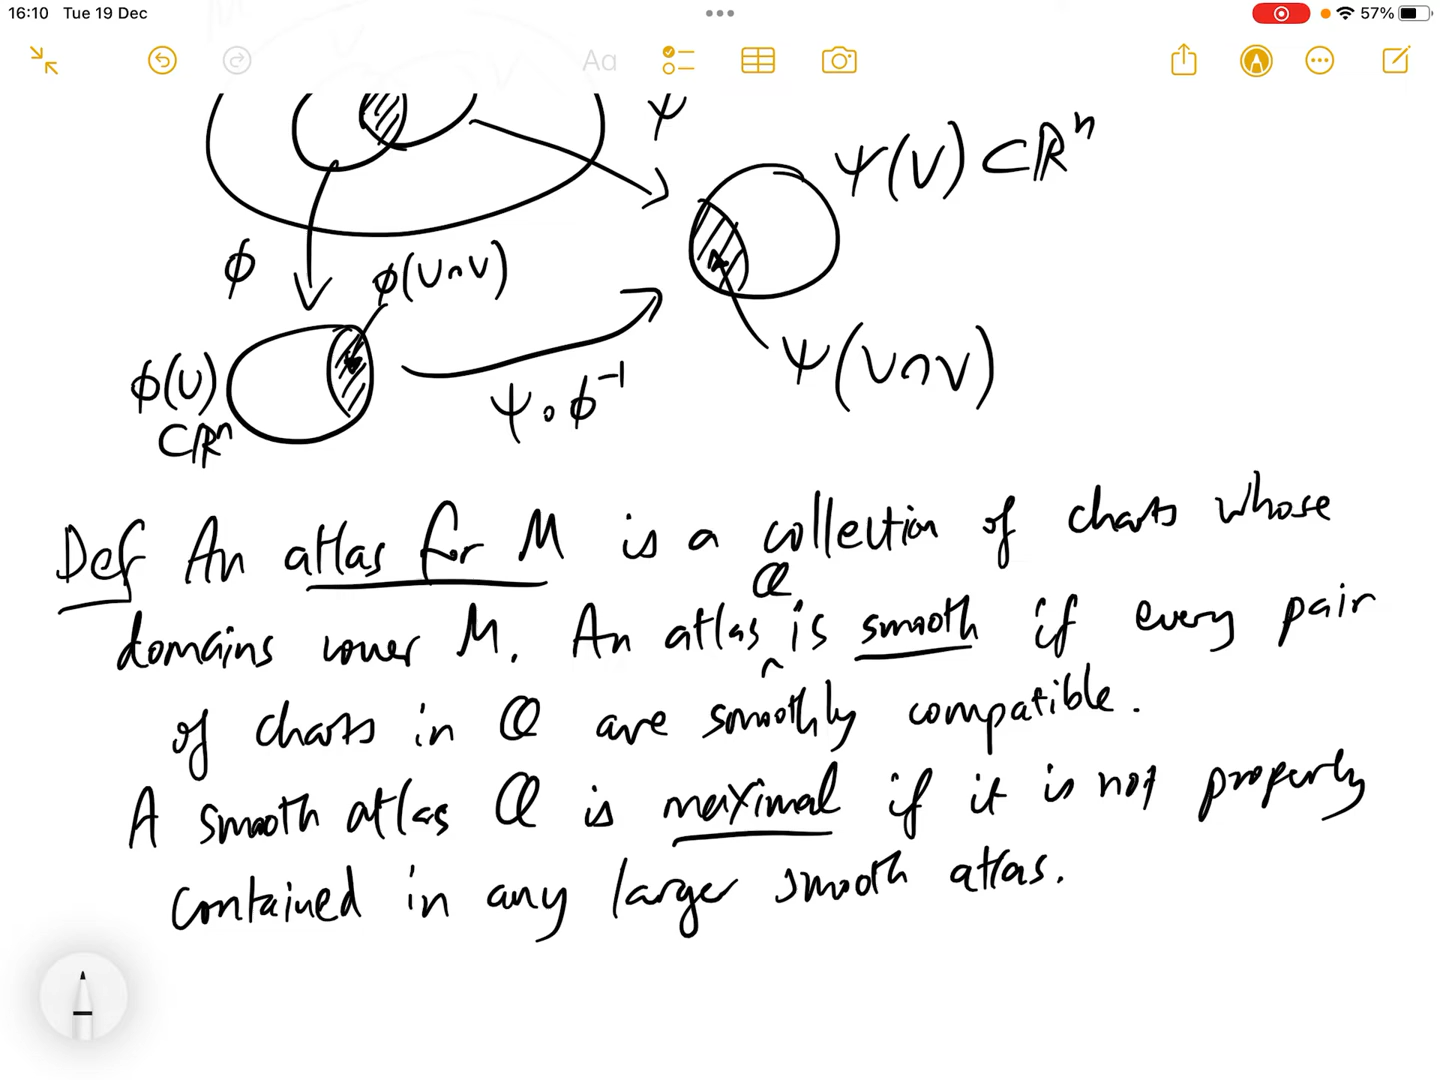 16:10 Tue 19 Dec
57%
Aa
ψ
ψ(V) ⊂ ℝⁿ
ϕ
ϕ(U∩V)
ψ(U∩V)
ϕ(U)
⊂ℝⁿ
ψ∘ϕ⁻¹
Def An atlas for M is a collection of charts whose
domains cover M. An atlas 𝒜 is smooth if every pair
of charts in 𝒜 are smoothly compatible.
A smooth atlas 𝒜 is maximal if it is not properly
contained in any larger smooth atlas.